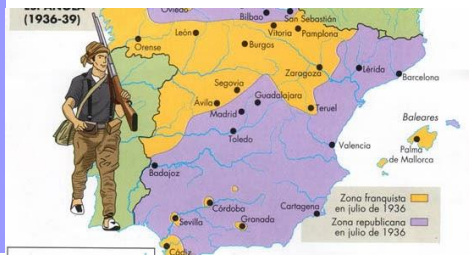 ESPAÑOLA
(1936-39)
Oviedo
Bilbao
San Sebastián
León
Vitoria
Pamplona
Orense
Burgos
Zaragoza
Lérida
Barcelona
Segovia
Ávila
Guadalajara
Madrid
Teruel
Baleares
Toledo
Valencia
Palma
de Mallorca
Badajoz
Córdoba
Cartagena
Sevilla
Granada
Cádiz
Zona franquista
en julio de 1936
Zona republicana
en julio de 1936